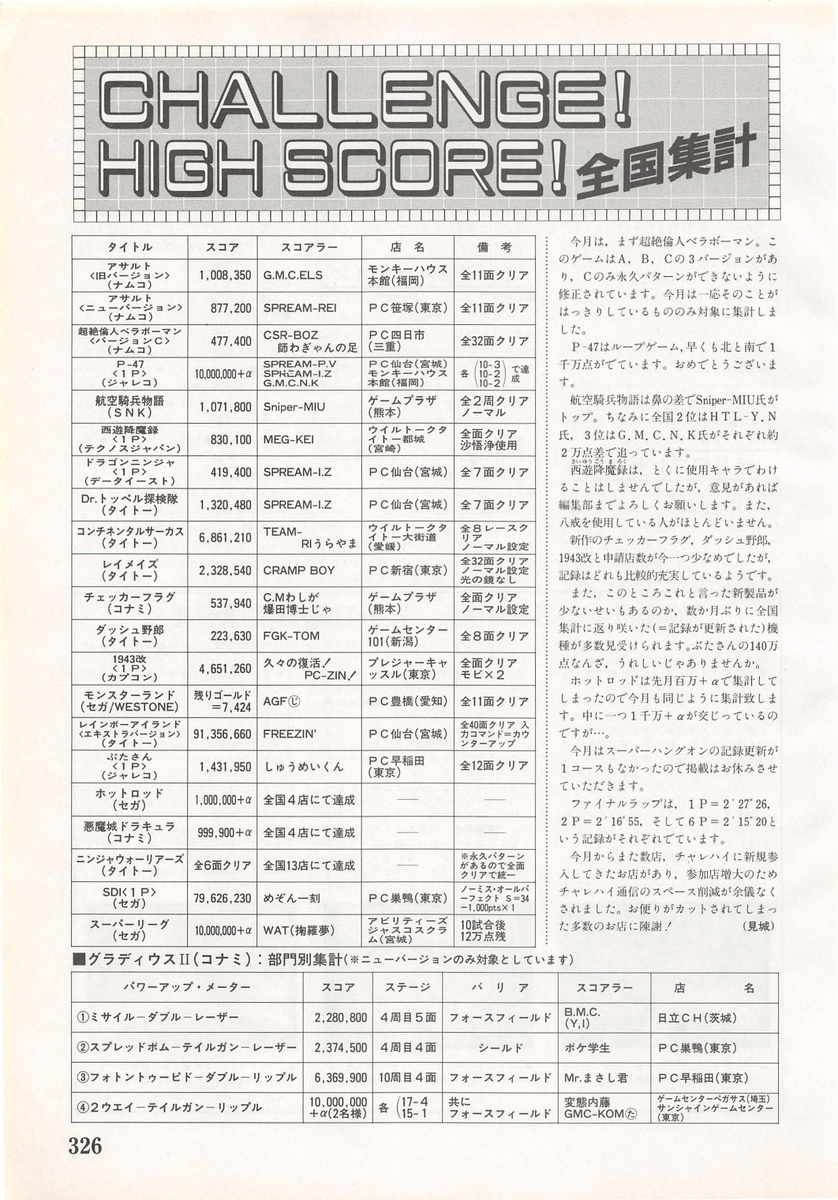 CHALLENGE!
HIGH SCORE! 全国集計
タイトル スコア スコアラー 店名 備考
アサルト
<旧バージョン>
(ナムコ)
1,008,350
G.M.C.ELS
モンキーハウス
本館(福岡)
全11面クリア
アサルト
<ニューバージョン>
(ナムコ)
877,200
SPREAM-REI
PC笹塚(東京)
全11面クリア
超絶倫人ベラボーマン
<バージョンC>
(ナムコ)
477,400
CSR-BOZ
師わぎゃんの足
PC四日市
(三重)
全32面クリア
P-47
<1P>
(ジャレコ)
10,000,000+α
SPREAM-P.V
SPREAM-I.Z
G.M.C.N.K
PC仙台(宮城)
モンキーハウス
本館(福岡)
各(10-3 10-2 10-2)で達成
航空騎兵物語
(SNK)
1,071,800
Sniper-MIU
ゲームプラザ
(熊本)
全2周クリア
ノーマル
西遊降魔録
<1P>
(テクノスジャパン)
830,100
MEG-KEI
ウイルトークタ
イトー都城
(宮崎)
全面クリア
沙悟浄使用
ドラゴンニンジャ
<1P>
(データイースト)
419,400
SPREAM-I.Z
PC仙台(宮城)
全7面クリア
Dr.トッペル探検隊
(タイトー)
1,320,480
SPREAM-I.Z
PC仙台(宮城)
全7面クリア
コンチネンタルサーカス
(タイトー)
6,861,210
TEAM-
RIうらやま
ウイルトークタ
イトー大街道
(愛媛)
全8レースク
リア
ノーマル設定
レイメイズ
(タイトー)
2,328,540
CRAMP BOY
PC新宿(東京)
全32面クリア
ノーマル設定
光の鏡なし
チェッカーフラグ
(コナミ)
537,940
C.Mわしが
爆田博士じゃ
ゲームプラザ
(熊本)
全面クリア
ノーマル設定
ダッシュ野郎
(タイトー)
223,630
FGK-TOM
ゲームセンター
101(新潟)
全8面クリア
1943改
<1P>
(カプコン)
4,651,260
久々の復活!
PC-ZIN!
プレジャーキャ
ッスル(東京)
全面クリア
モビ×2
モンスターランド
(セガ/WESTONE)
残りゴールド
=7,424
AGF㋛
PC豊橋(愛知)
全11面クリア
レインボーアイランド
<エキストラバージョン>
(タイトー)
91,356,660
FREEZIN'
PC仙台(宮城)
全40面クリア 入
力コマンド=カウ
ンターアップ
ぶたさん
<1P>
(ジャレコ)
1,431,950
しゅうめいくん
PC早稲田
(東京)
全12面クリア
ホットロッド
(セガ)
1,000,000+α
全国4店にて達成
――
――
悪魔城ドラキュラ
(コナミ)
999,900+α
全国4店にて達成
――
――
ニンジャウォーリアーズ
(タイトー)
全6面クリア
全国13店にて達成
――
※永久パターン
があるので全面
クリアで統一
SDI<1P>
(セガ)
79,626,230
めぞん一刻
PC巣鴨(東京)
ノーミス・オールパ
ーフェクト S=34
-1,000pts×1
スーパーリーグ
(セガ)
10,000,000+α
WAT(掬羅夢)
アビリティーズ
ジャスコスクラ
ム(宮城)
10試合後
12万点残
今月は,まず超絶倫人ベラボーマン。こ
のゲームはA,B,Cの3バージョンがあ
り,Cのみ永久パターンができないように
修正されています。今月は一応そのことが
はっきりしているもののみ対象に集計しま
した。
P-47はループゲーム,早くも北と南で1
千万点がでています。おめでとうございま
す。
航空騎兵物語は鼻の差でSniper-MIU氏が
トップ。ちなみに全国2位はHTL-Y.N
氏,3位はG.M.C.N.K氏がそれぞれ約
2万点差で追っています。
西遊降魔録は,とくに使用キャラでわけ
ることはしませんでしたが,意見があれば
編集部までよろしくお願いします。また,
八戒を使用している人がほとんどいません。
新作のチェッカーフラグ,ダッシュ野郎,
1943改と申請店数が今一つ少なめでしたが,
記録はどれも比較的充実しているようです。
また,このところこれと言った新製品が
少ないせいもあるのか,数か月ぶりに全国
集計に返り咲いた(=記録が更新された)機
種が多数見受けられます。ぶたさんの140万
点なんざ,うれしいじゃありませんか。
ホットロッドは先月百万+αで集計して
しまったので今月も同じように集計致しま
す。中に一つ1千万+αが交じっているの
ですが…。
今月はスーパーハングオンの記録更新が
1コースもなかったので掲載はお休みさせ
ていただきます。
ファイナルラップは,1P=2'27"26,
2P=2'16"55,そして6P=2'15"20と
いう記録がそれぞれでています。
今月からまた数店,チャレハイに新規参
入してきたお店があり,参加店増大のため
チャレハイ通信のスペース削減が余儀なく
されました。お便りがカットされてしまっ
た多数のお店に陳謝! (見城)
■グラディウスⅡ(コナミ):部門別集計(※ニューバージョンのみ対象としています)
パワーアップ・メーター スコア ステージ バリア スコアラー 店名
①ミサイル-ダブル-レーザー 2,280,800 4周目5面 フォースフィールド B.M.C.(Y,I) 日立CH(茨城)
②スプレッドボム-テイルガン-レーザー 2,374,500 4周目4面 シールド ボケ学生 PC巣鴨(東京)
③フォトントゥービド-ダブル-リップル 6,369,900 10周目4面 フォースフィールド Mr.まさし君 PC早稲田(東京)
④2ウエイ-テイルガン-リップル
10,000,000
+α(2名様)
各(17-4 15-1
共に
フォースフィールド
変態内藤
GMC-KOM㋟
ゲームセンターペガサス(埼玉)
サンシャインゲームセンター
(東京)
326